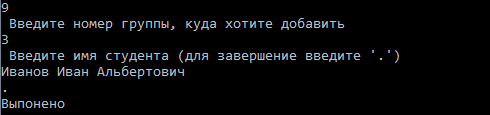 9
Введите номер группы, куда хотите добавить
3
Введите имя студента (для завершение введите '.')
Иванов Иван Альбертович
.
Выпонено